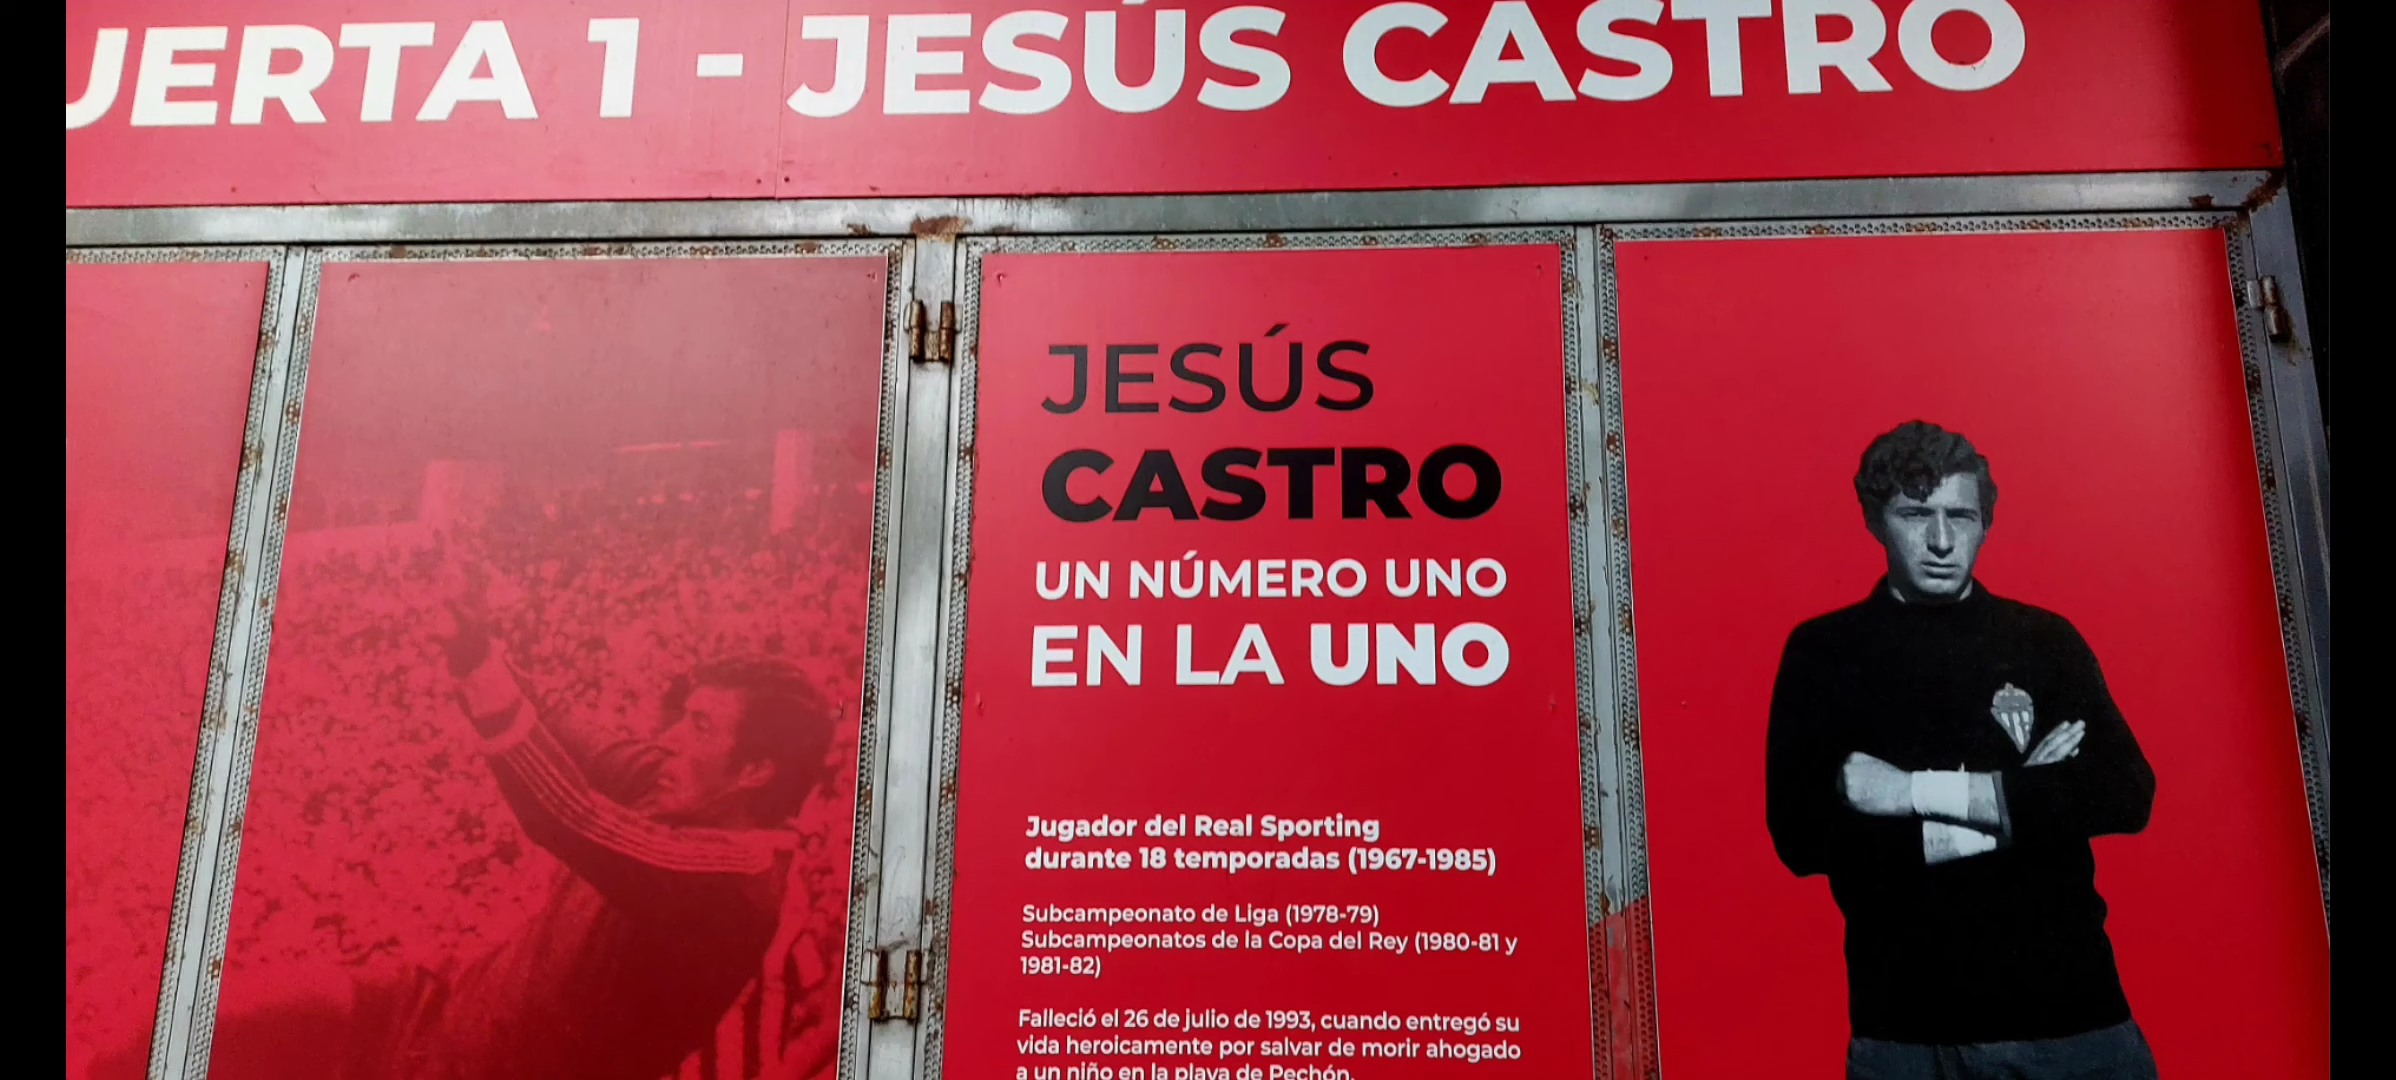 UERTA 1 - JESÚS CASTRO
JESÚS
CASTRO
UN NÚMERO UNO
EN LA UNO
Jugador del Real Sporting
durante 18 temporadas (1967-1985)
Subcampeonato de Liga (1978-79)
Subcampeonatos de la Copa del Rey (1980-81 y
1981-82)
Falleció el 26 de julio de 1993, cuando entregó su
vida heroicamente por salvar de morir ahogado
a un niño en la playa de Pechón.